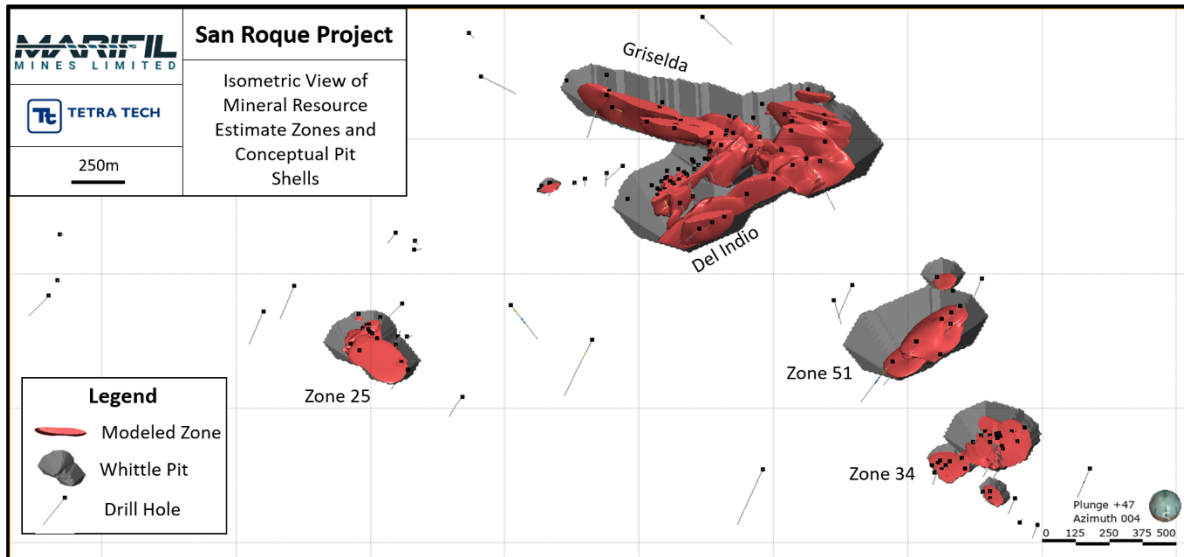 MARIFIL
MINES LIMITED
Tt TETRA TECH
250m
San Roque Project
Isometric View of
Mineral Resource
Estimate Zones and
Conceptual Pit
Shells
Griselda
Del Indio
Zone 25
Zone 51
Zone 34
Legend
Modeled Zone
Whittle Pit
Drill Hole
Plunge +47
Azimuth 004
0 125 250 375 500